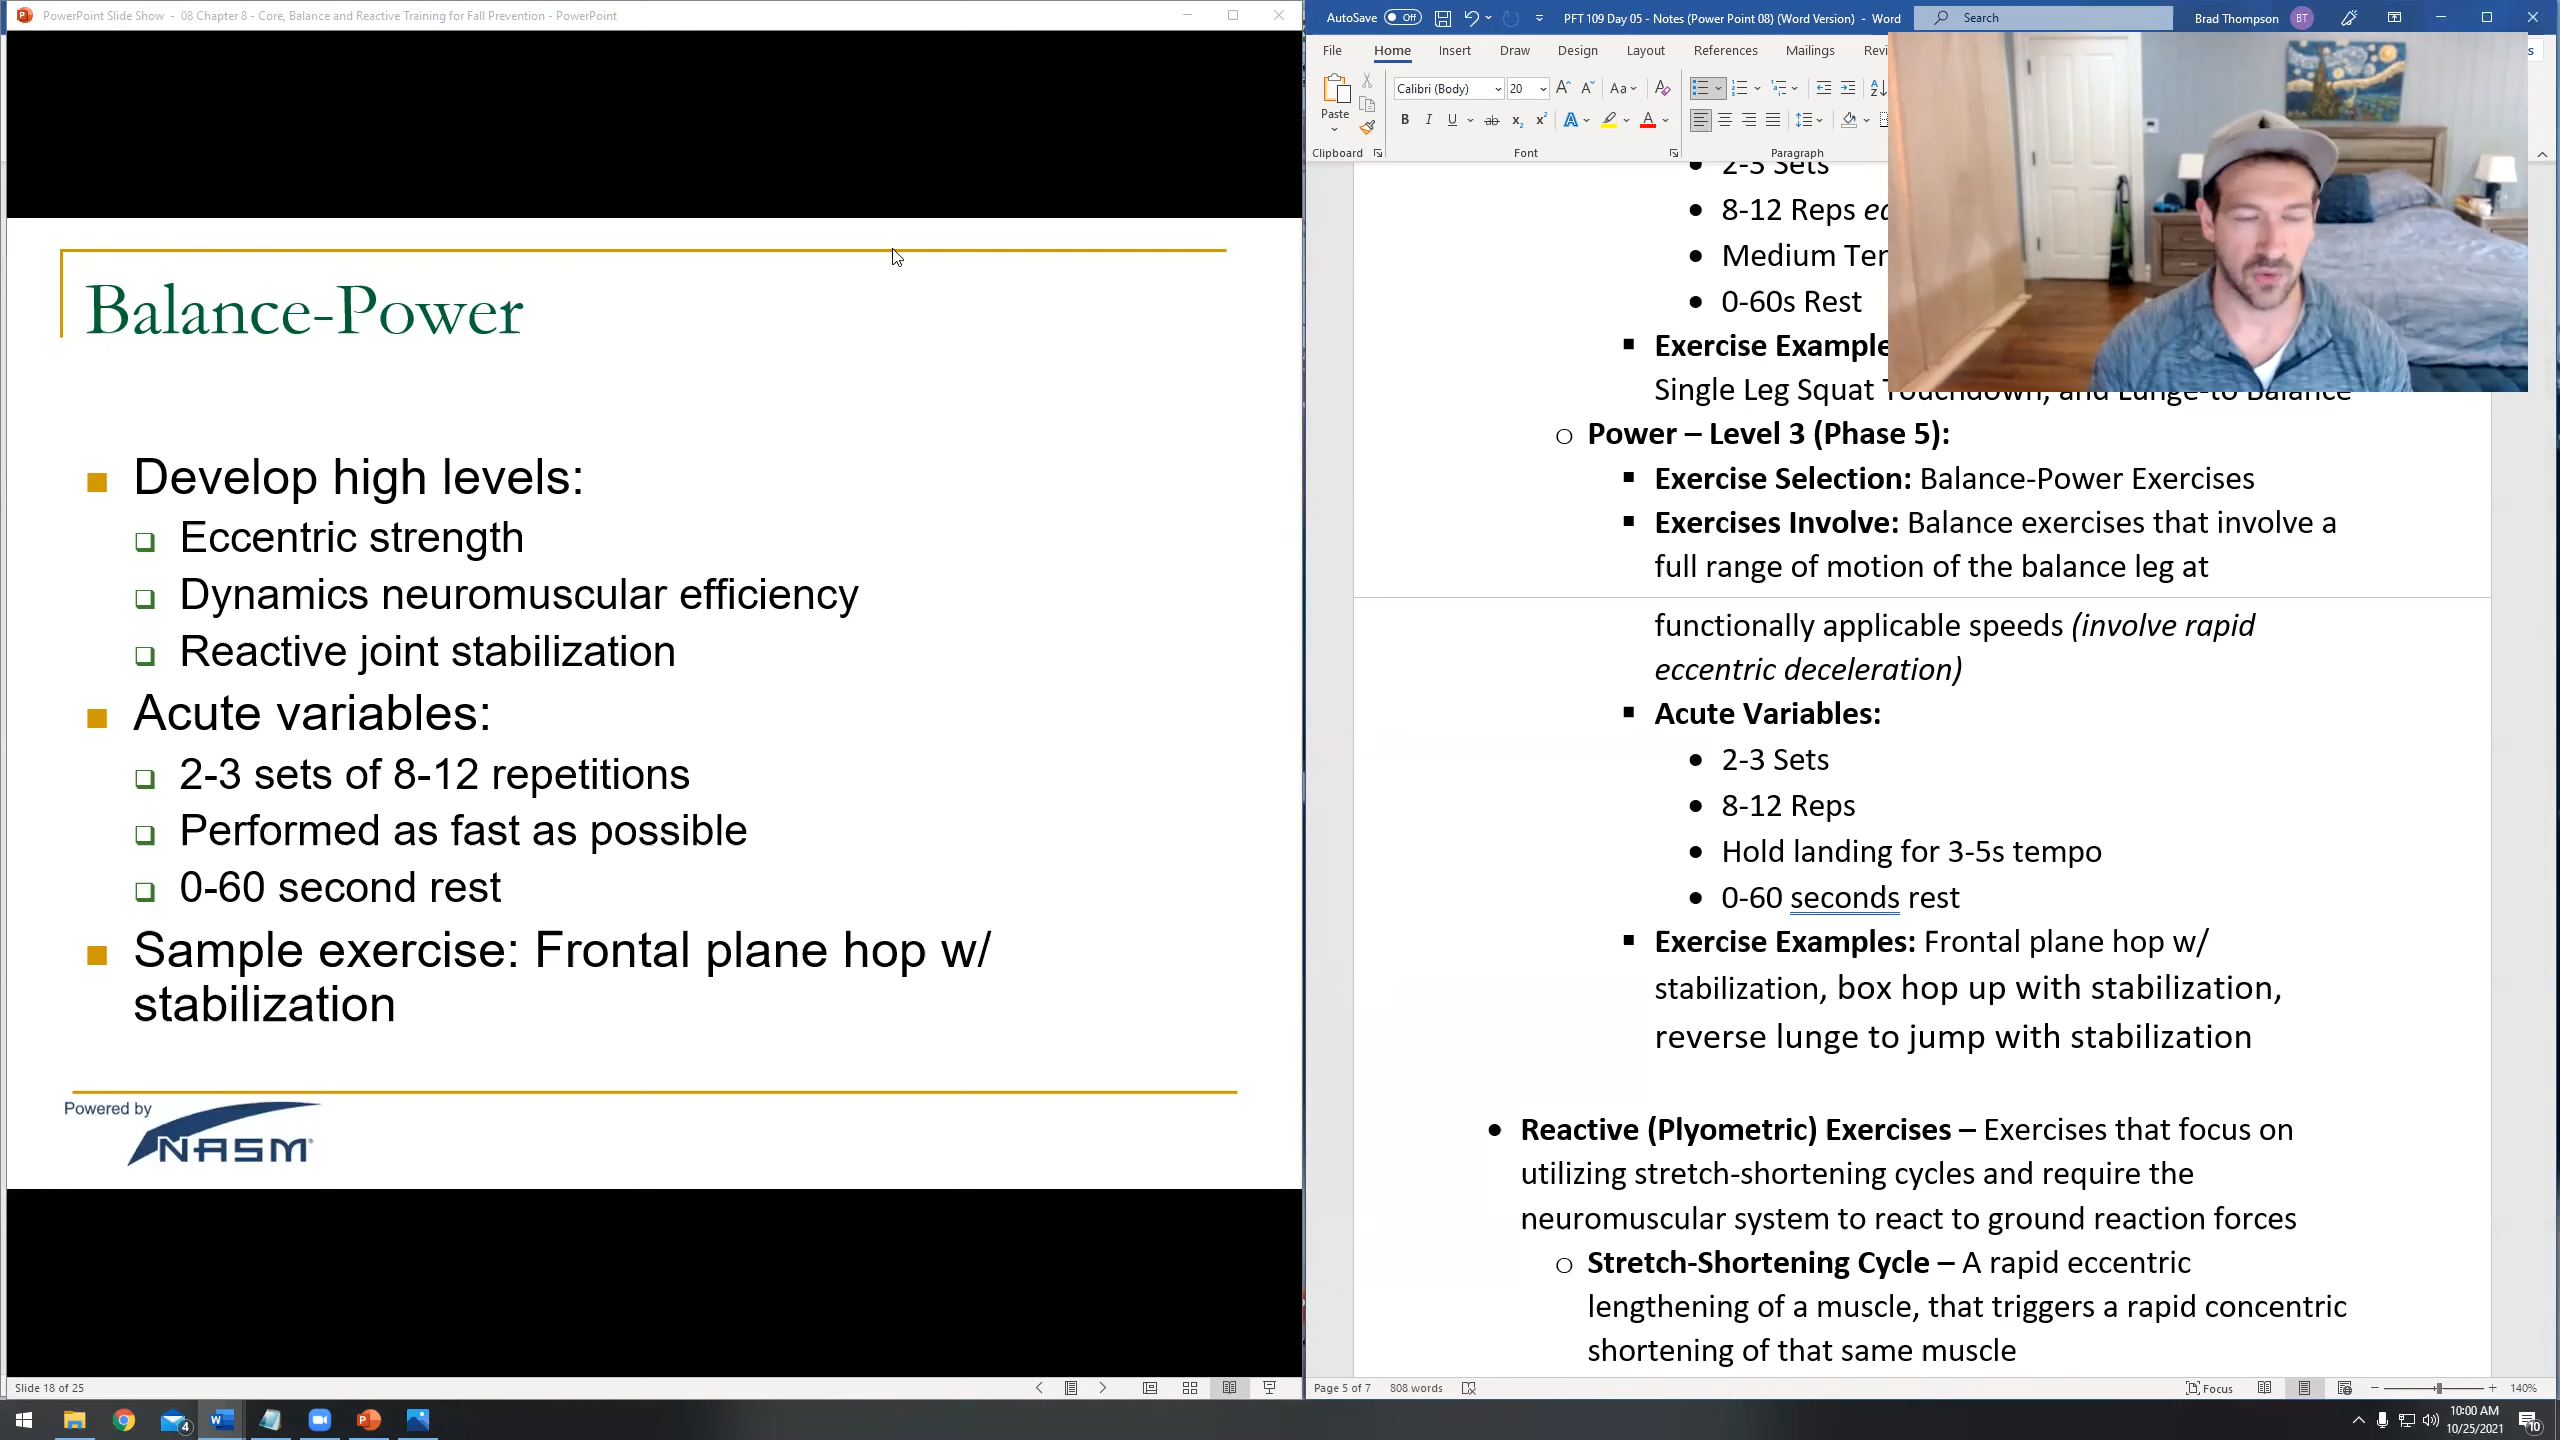 PowerPoint Slide Show - 08 Chapter 8 - Core, Balance and Reactive Training for Fall Prevention - PowerPoint
Balance-Power
Develop high levels:
Eccentric strength
Dynamics neuromuscular efficiency
Reactive joint stabilization
Acute variables:
2-3 sets of 8-12 repetitions
Performed as fast as possible
0-60 second rest
Sample exercise: Frontal plane hop w/
stabilization
Powered by
NASM
Slide 18 of 25
AutoSave Off
PFT 109 Day 05 - Notes (Power Point 08) (Word Version) - Word
Search
Brad Thompson BT
File Home Insert Draw Design Layout References Mailings
Paste
Calibri (Body) 20
Clipboard Font Paragraph
2-3 Sets
8-12 Reps
Medium
0-60s Rest
Exercise
Single Leg Squat Touchdown, and Lunge-to Balance
Power – Level 3 (Phase 5):
Exercise Selection: Balance-Power Exercises
Exercises Involve: Balance exercises that involve a
full range of motion of the balance leg at
functionally applicable speeds (involve rapid
eccentric deceleration)
Acute Variables:
2-3 Sets
8-12 Reps
Hold landing for 3-5s tempo
0-60 seconds rest
Exercise Examples: Frontal plane hop w/
stabilization, box hop up with stabilization,
reverse lunge to jump with stabilization
Reactive (Plyometric) Exercises – Exercises that focus on
utilizing stretch-shortening cycles and require the
neuromuscular system to react to ground reaction forces
Stretch-Shortening Cycle – A rapid eccentric
lengthening of a muscle, that triggers a rapid concentric
shortening of that same muscle
Page 5 of 7 808 words
Focus
140%
4
10:00 AM
10/25/2021
10